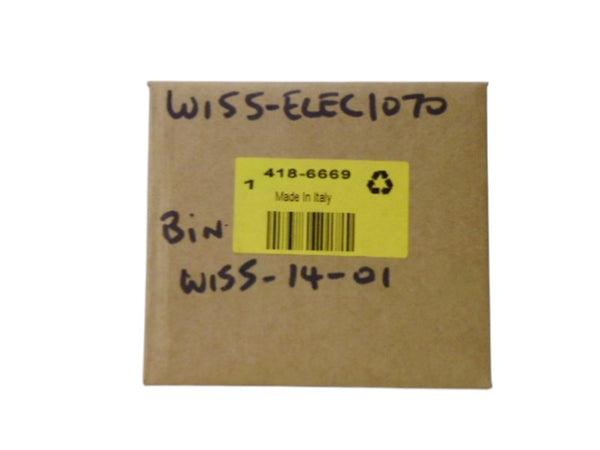 WISS-ELEC1070
418-6669
1
Made In Italy
BiN
WISS-14-01